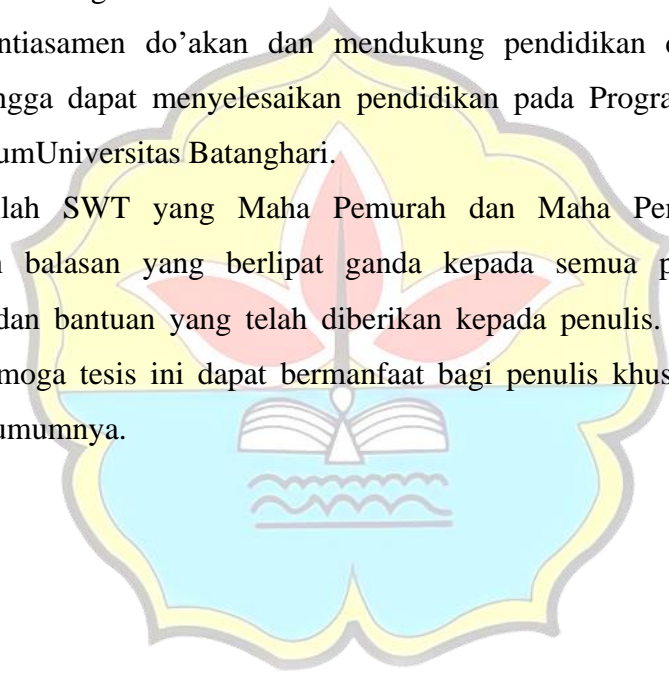 ntiasamen do’akan dan mendukung pendidikan
ngga dapat menyelesaikan pendidikan pada Progra
umUniversitas Batanghari.
lah SWT yang Maha Pemurah dan Maha Pe
balasan yang berlipat ganda kepada semua p
dan bantuan yang telah diberikan kepada penulis.
moga tesis ini dapat bermanfaat bagi penulis khus
umumnya.